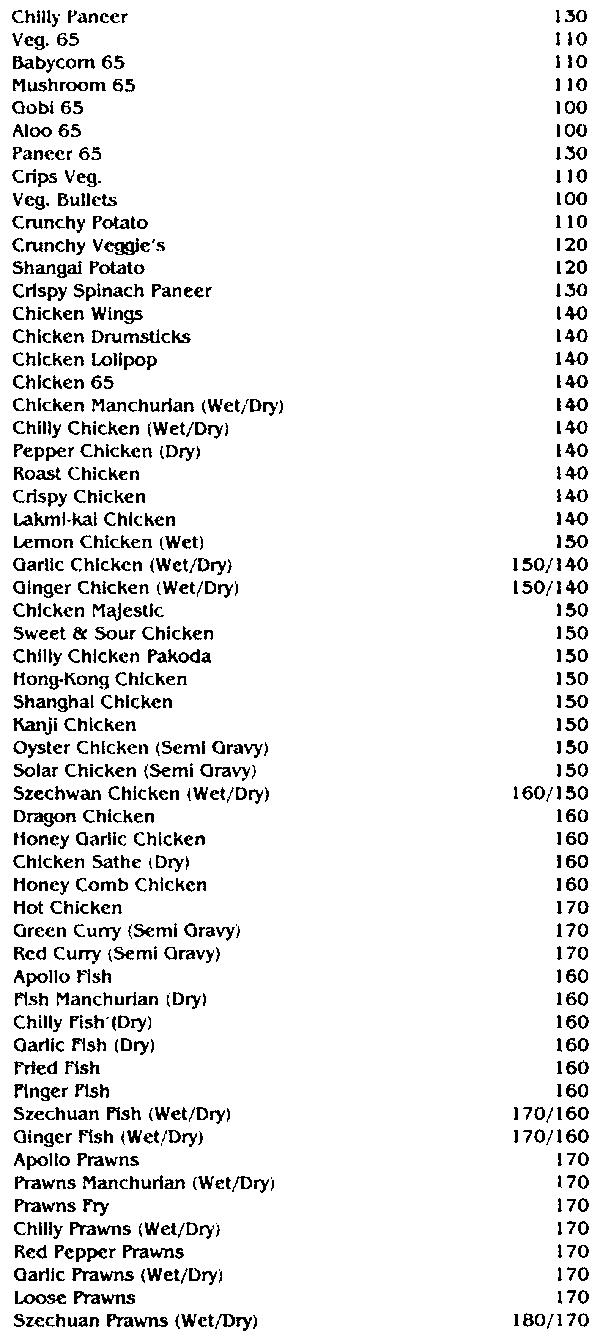 Chilly Paneer 130
Veg. 65 110
Babycorn 65 110
Mushroom 65 110
Gobi 65 100
Aloo 65 100
Paneer 65 130
Crips Veg. 110
Veg. Bullets 100
Crunchy Potato 110
Crunchy Veggie's 120
Shangai Potato 120
Crispy Spinach Paneer 130
Chicken Wings 140
Chicken Drumsticks 140
Chicken Lolipop 140
Chicken 65 140
Chicken Manchurian (Wet/Dry) 140
Chilly Chicken (Wet/Dry) 140
Pepper Chicken (Dry) 140
Roast Chicken 140
Crispy Chicken 140
Lakmi-kai Chicken 140
Lemon Chicken (Wet) 150
Garlic Chicken (Wet/Dry) 150/140
Ginger Chicken (Wet/Dry) 150/140
Chicken Majestic 150
Sweet & Sour Chicken 150
Chilly Chicken Pakoda 150
Hong-Kong Chicken 150
Shanghai Chicken 150
Kanji Chicken 150
Oyster Chicken (Semi Gravy) 150
Solar Chicken (Semi Gravy) 150
Szechwan Chicken (Wet/Dry) 160/150
Dragon Chicken 160
Honey Garlic Chicken 160
Chicken Sathe (Dry) 160
Honey Comb Chicken 160
Hot Chicken 170
Green Curry (Semi Gravy) 170
Red Curry (Semi Gravy) 170
Apollo Fish 160
Fish Manchurian (Dry) 160
Chilly Fish (Dry) 160
Garlic Fish (Dry) 160
Fried Fish 160
Finger Fish 160
Szechuan Fish (Wet/Dry) 170/160
Ginger Fish (Wet/Dry) 170/160
Apollo Prawns 170
Prawns Manchurian (Wet/Dry) 170
Prawns Fry 170
Chilly Prawns (Wet/Dry) 170
Red Pepper Prawns 170
Garlic Prawns (Wet/Dry) 170
Loose Prawns 170
Szechuan Prawns (Wet/Dry) 180/170